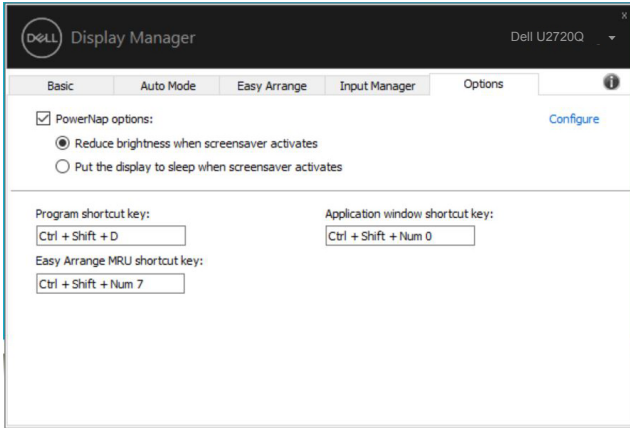 x
DELL Display Manager
Dell U2720Q
Basic Auto Mode Easy Arrange Input Manager Options
PowerNap options: Configure
Reduce brightness when screensaver activates
Put the display to sleep when screensaver activates
Program shortcut key: Application window shortcut key:
Ctrl + Shift + D Ctrl + Shift + Num 0
Easy Arrange MRU shortcut key:
Ctrl + Shift + Num 7